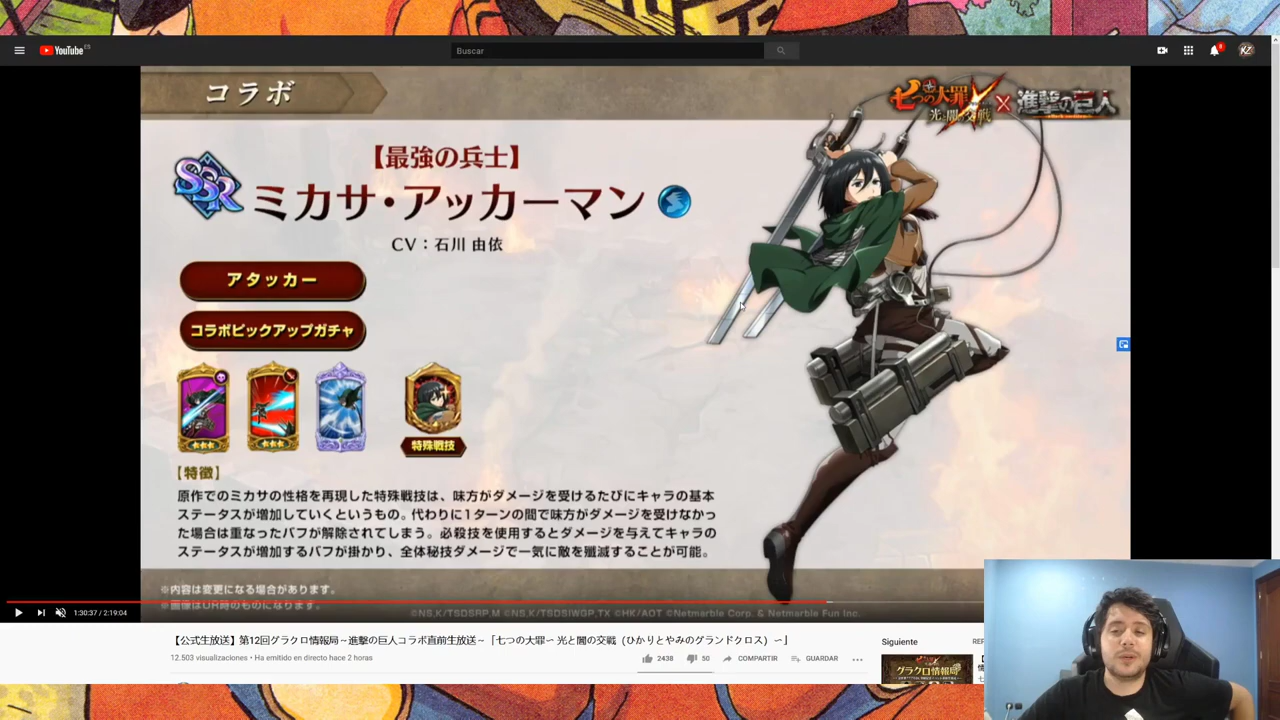 YouTube ES
Buscar
8
KZ
コラボ
七つの大罪
光と闇の交戦
×
進撃の巨人
【最強の兵士】
SSR
ミカサ・アッカーマン
CV：石川 由依
アタッカー
コラボピックアップガチャ
特殊戦技
【特徴】
原作でのミカサの性格を再現した特殊戦技は、味方がダメージを受けるたびにキャラの基本
ステータスが増加していくというもの。代わりに1ターンの間で味方がダメージを受けなかっ
た場合は重なったバフが解除されてしまう。必殺技を使用するとダメージを与えてキャラの
ステータスが増加するバフが掛かり、全体秘技ダメージで一気に敵を殲滅することが可能。
※内容は変更になる場合があります。
※画像はUR時のものになります。
©NS,K/TSDSRP,M ©NS,K/TSDSIWGP,TX ©HK/AOT ©Netmarble Corp. & Netmarble Fun Inc.
1:30:37 / 2:19:04
【公式生放送】第12回グラクロ情報局～進撃の巨人コラボ直前生放送～「七つの大罪〜 光と闇の交戦（ひかりとやみのグランドクロス）〜」
12.503 visualizaciones • Ha emitido en directo hace 2 horas
2438
50
COMPARTIR
GUARDAR
Siguiente
グラクロ情報局